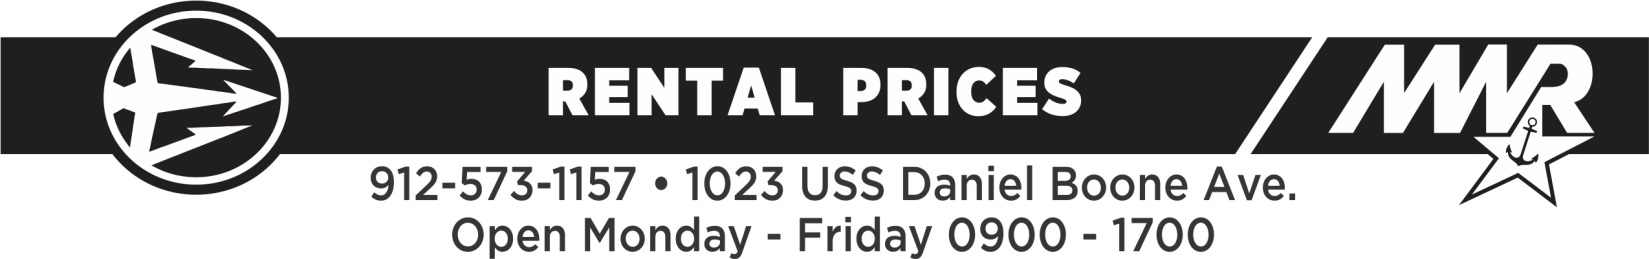 RENTAL PRICES
MWR
912-573-1157 • 1023 USS Daniel Boone Ave.
Open Monday - Friday 0900 - 1700